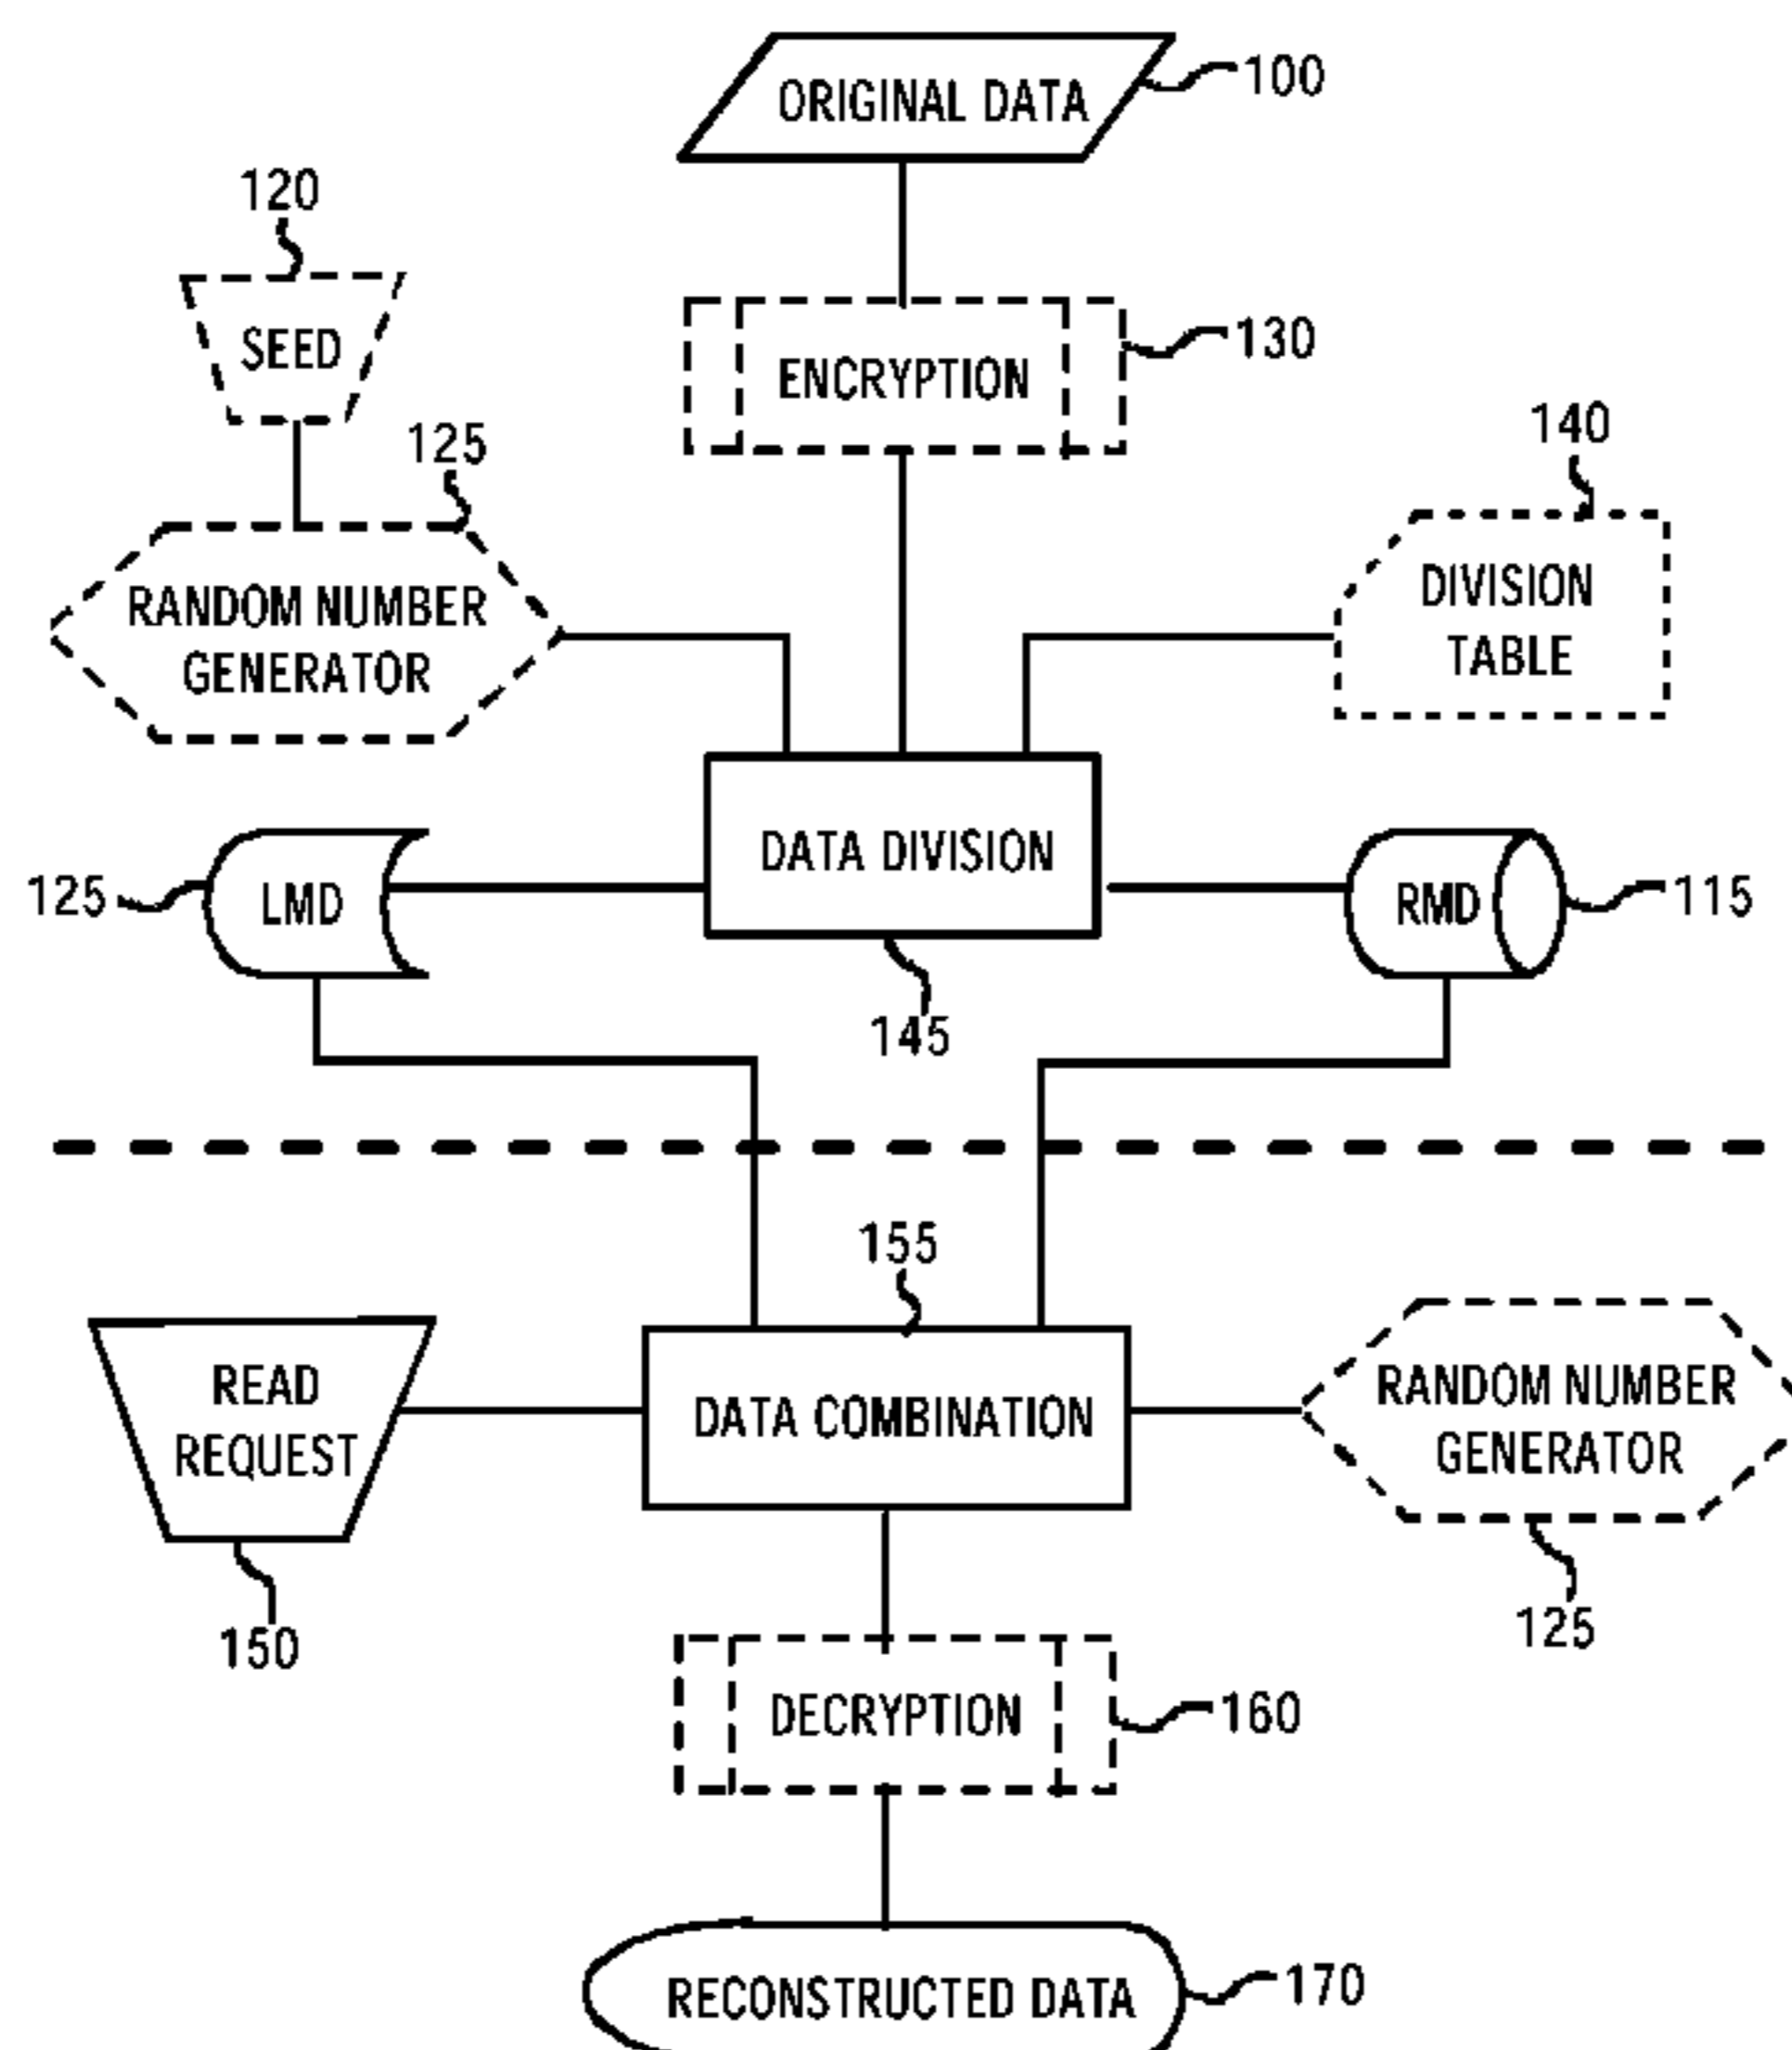 ORIGINAL DATA
100
120
SEED
ENCRYPTION
130
125
140
RANDOM NUMBER
GENERATOR
DIVISION
TABLE
DATA DIVISION
125
LMD
RMD
115
145
155
READ
REQUEST
DATA COMBINATION
RANDOM NUMBER
GENERATOR
150
125
DECRYPTION
160
RECONSTRUCTED DATA
170